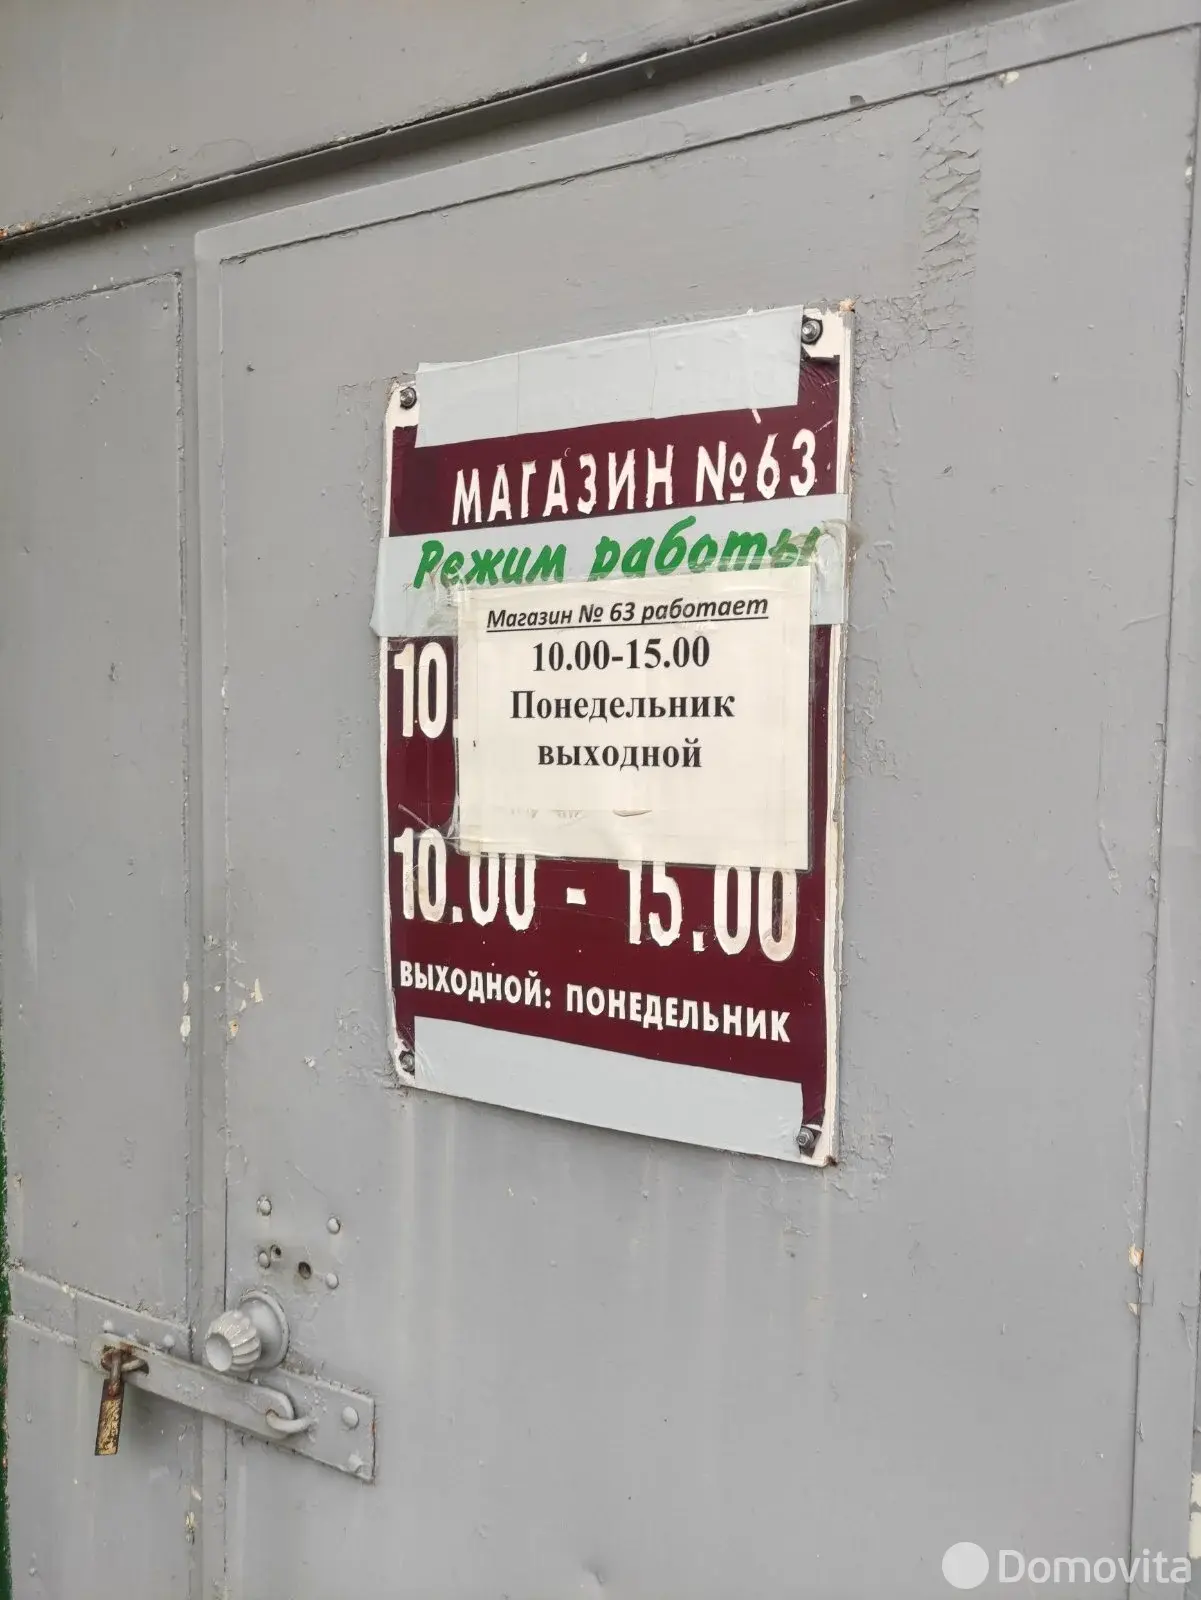 МАГАЗИН №63
Режим работы
Магазин № 63 работает
10.00-15.00
Понедельник
выходной
10
10.00 - 15.00
ВЫХОДНОЙ: ПОНЕДЕЛЬНИК
Domovita